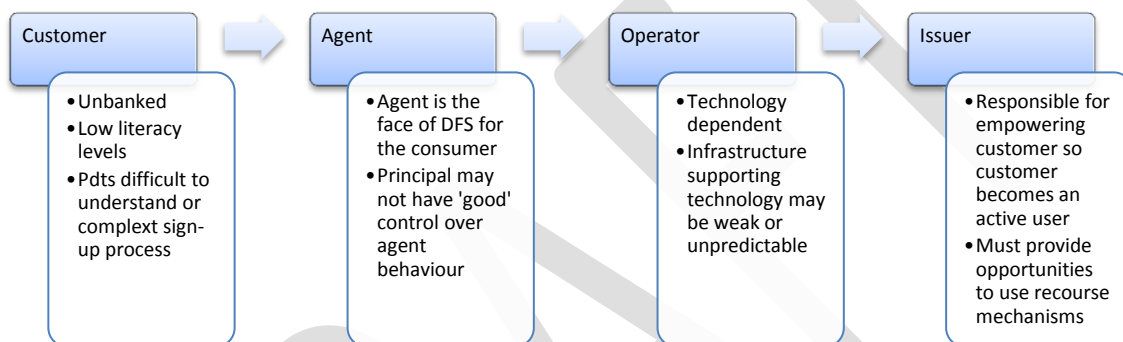 Customer
•Unbanked
•Low literacy
levels
•Pdts difficult to
understand or
complext sign-
up process
Agent
•Agent is the
face of DFS for
the consumer
•Principal may
not have 'good'
control over
agent
behaviour
Operator
•Technology
dependent
•Infrastructure
supporting
technology may
be weak or
unpredictable
Issuer
•Responsible for
empowering
customer so
customer
becomes an
active user
•Must provide
opportunities
to use recourse
mechanisms